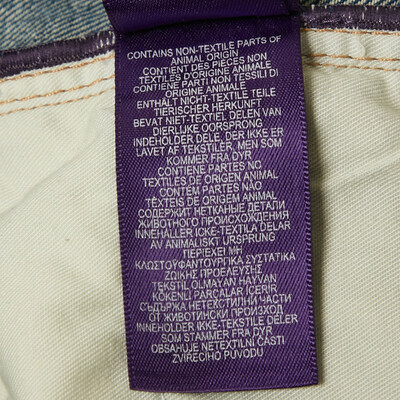 CONTAINS NON-TEXTILE PARTS OF
ANIMAL ORIGIN
CONTIENT DES PIECES NON
TEXTILES D'ORIGINE ANIMALE
CONTIENE PARTI NON TESSILI DI
ORIGINE ANIMALE
ENTHÄLT NICHT-TEXTILE TEILE
TIERISCHER HERKUNFT
BEVAT NIET-TEXTIEL DELEN VAN
DIERLIJKE OORSPRONG
INDEHOLDER DELE, DER IKKE ER
LAVET AF TEKSTILER, MEN SOM
KOMMER FRA DYR
CONTIENE PARTES NO
TEXTILES DE ORIGEN ANIMAL
CONTÉM PARTES NÃO
TÊXTEIS DE ORIGEM ANIMAL
СОДЕРЖИТ НЕТКАНЫЕ ДЕТАЛИ
ЖИВОТНОГО ПРОИСХОЖДЕНИЯ
INNEHÅLLER ICKE-TEXTILA DELAR
AV ANIMALISKT URSPRUNG
ΠΕΡΙΕΧΕΙ ΜΗ
ΚΛΩΣΤΟΫΦΑΝΤΟΥΡΓΙΚΑ ΣΥΣΤΑΤΙΚΑ
ΖΩΙΚΗΣ ΠΡΟΕΛΕΥΣΗΣ
TEKSTIL OLMAYAN HAYVAN
KÖKENLİ PARÇALAR İÇERİR
СЪДЪРЖА НЕТЕКСТИЛНИ ЧАСТИ
ОТ ЖИВОТИНСКИ ПРОИЗХОД
INNEHOLDER IKKE-TEKSTILE DELER
SOM STAMMER FRA DYR
OBSAHUJE NETEXTILNÍ ČÁSTI
ZVÍŘECÍHO PŮVODU